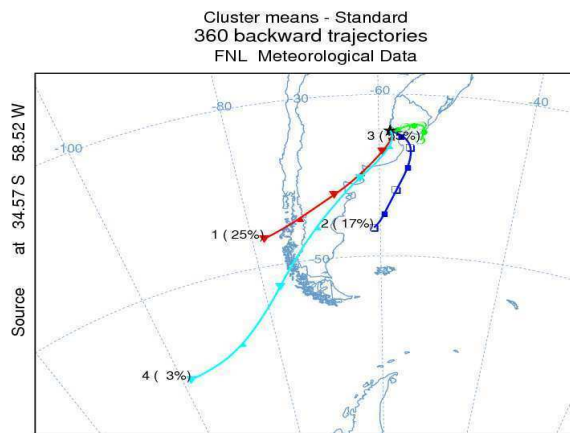 Cluster means - Standard
360 backward trajectories
FNL Meteorological Data
Source at 34.57 S 58.52 W
-100
-80
-30
-60
-40
-50
1 ( 25%)
2 ( 17%)
4 ( 3%)